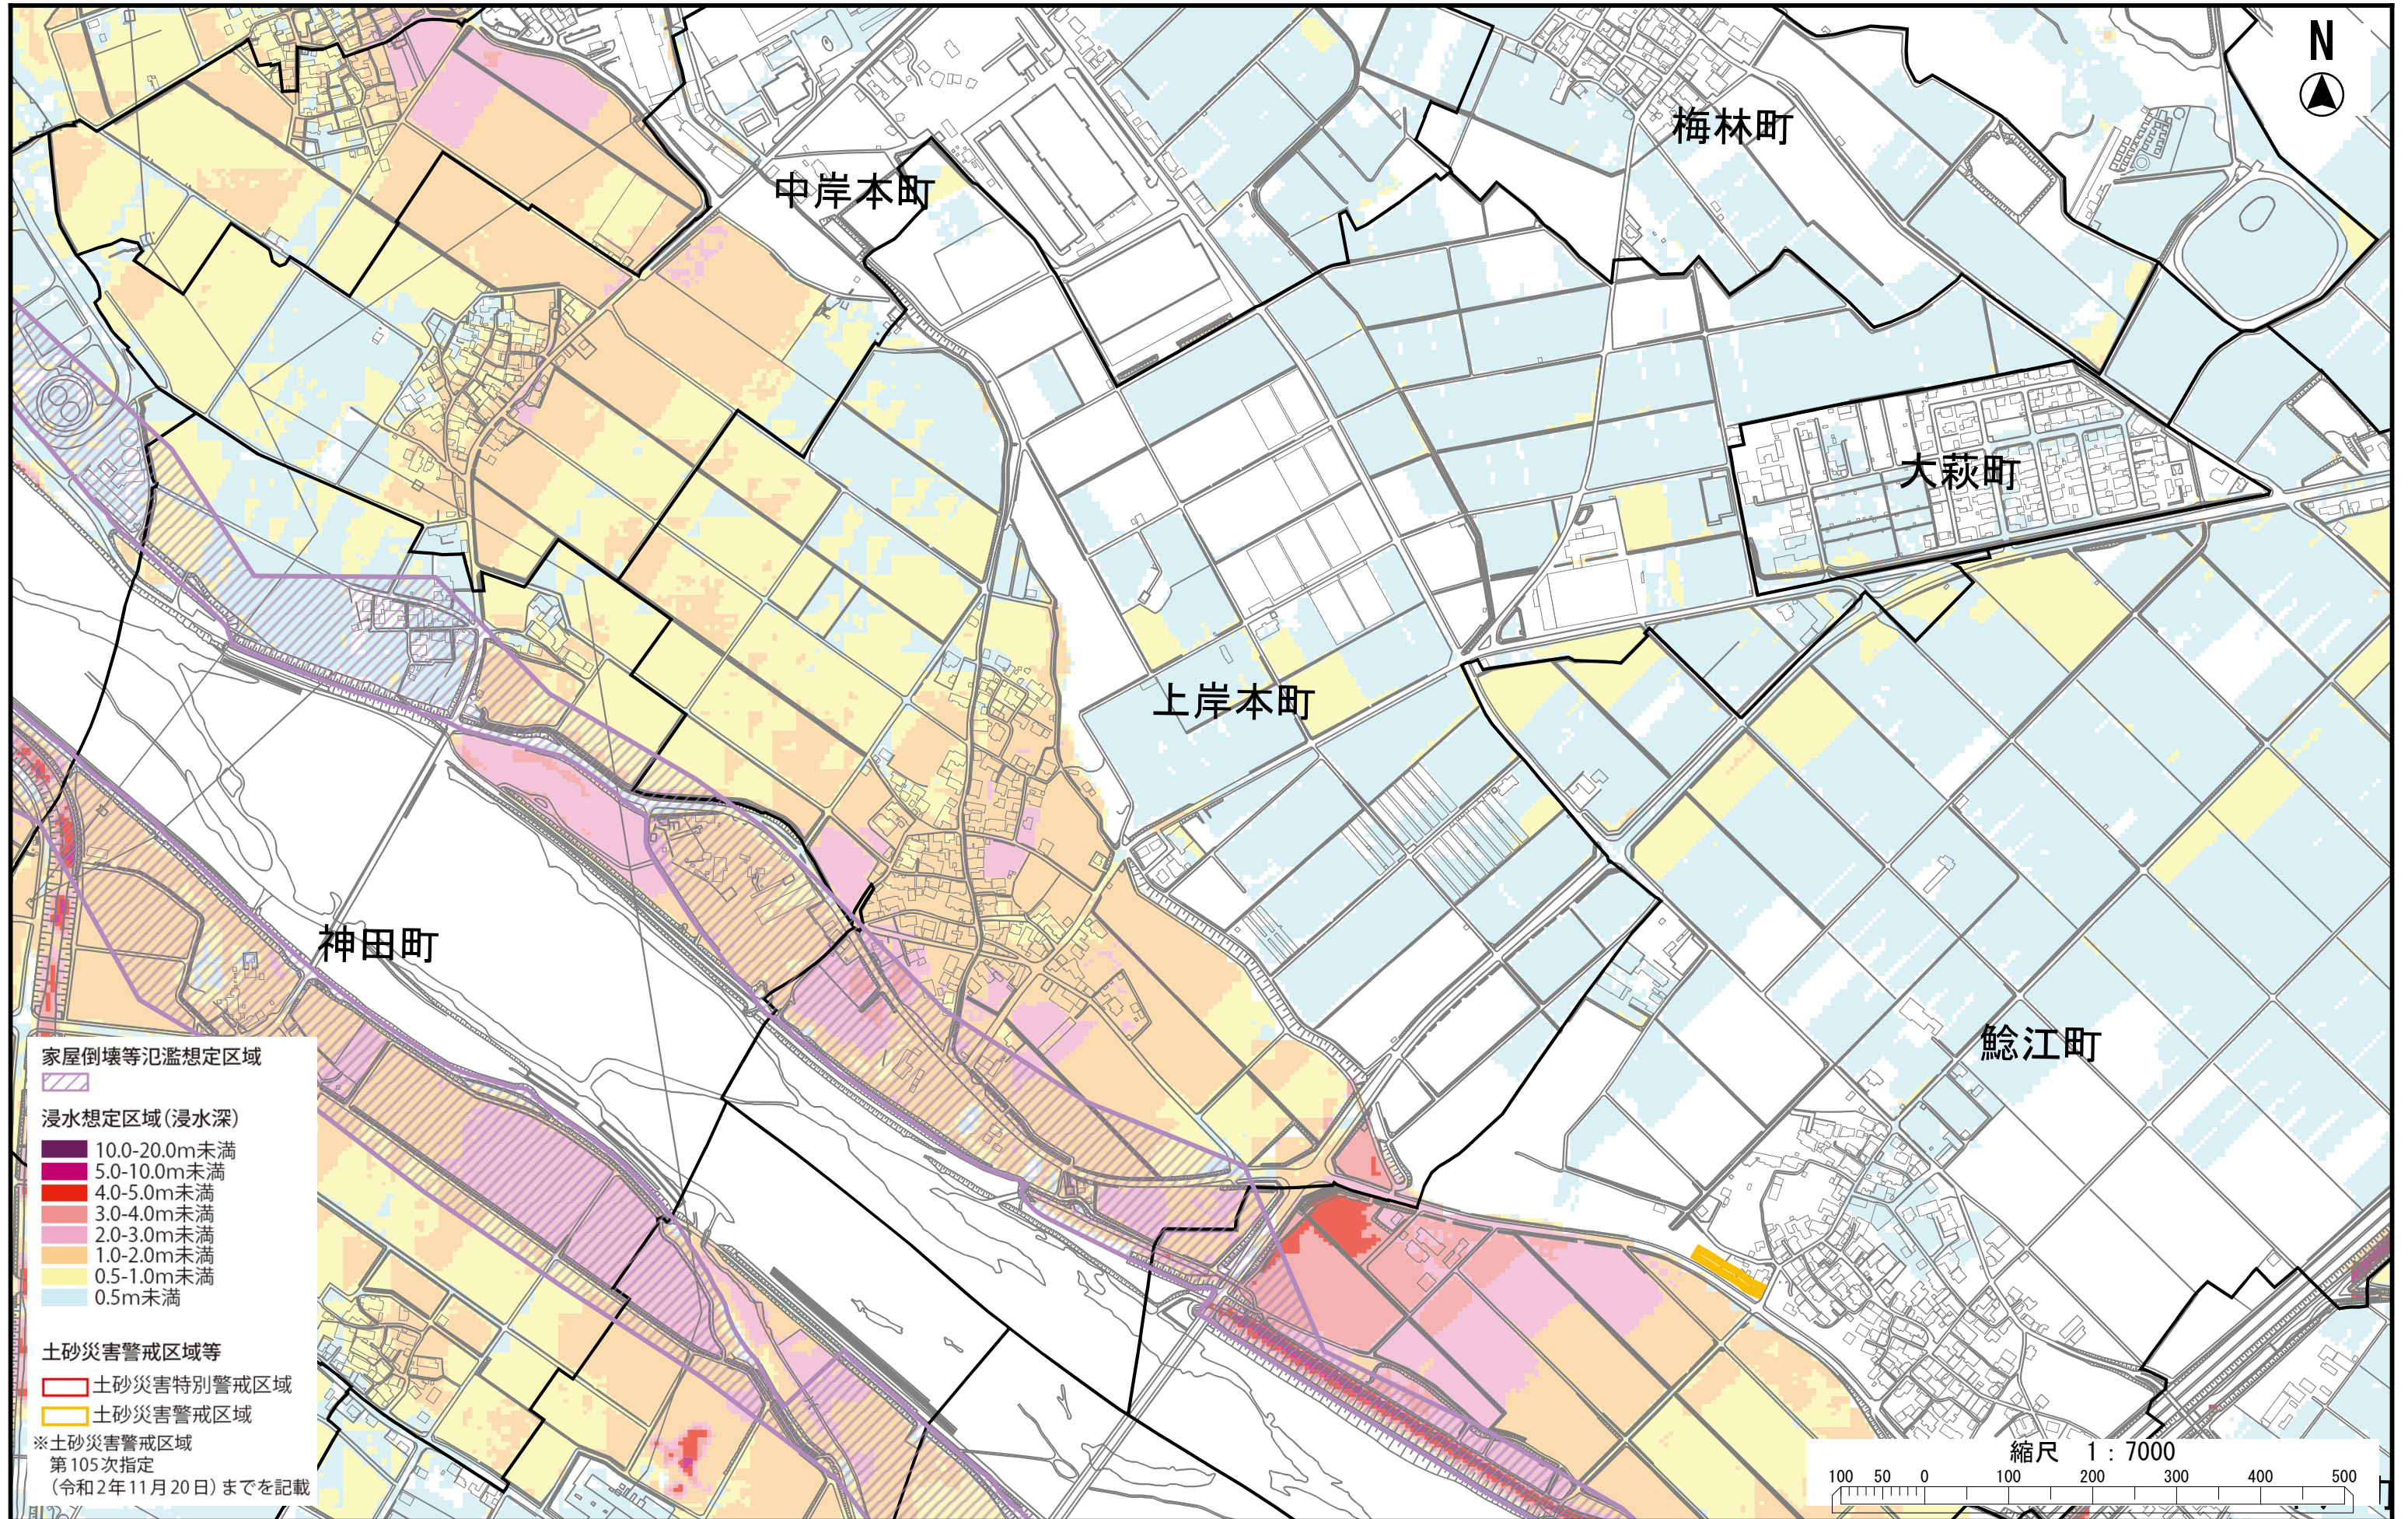 N
梅林町
中岸本町
大萩町
上岸本町
神田町
鯰江町
家屋倒壊等氾濫想定区域
浸水想定区域(浸水深)
10.0-20.0m未満
5.0-10.0m未満
4.0-5.0m未満
3.0-4.0m未満
2.0-3.0m未満
1.0-2.0m未満
0.5-1.0m未満
0.5m未満
土砂災害警戒区域等
土砂災害特別警戒区域
土砂災害警戒区域
※土砂災害警戒区域
第105次指定
(令和2年11月20日)までを記載
縮尺 1:7000
100 50 0 100 200 300 400 500